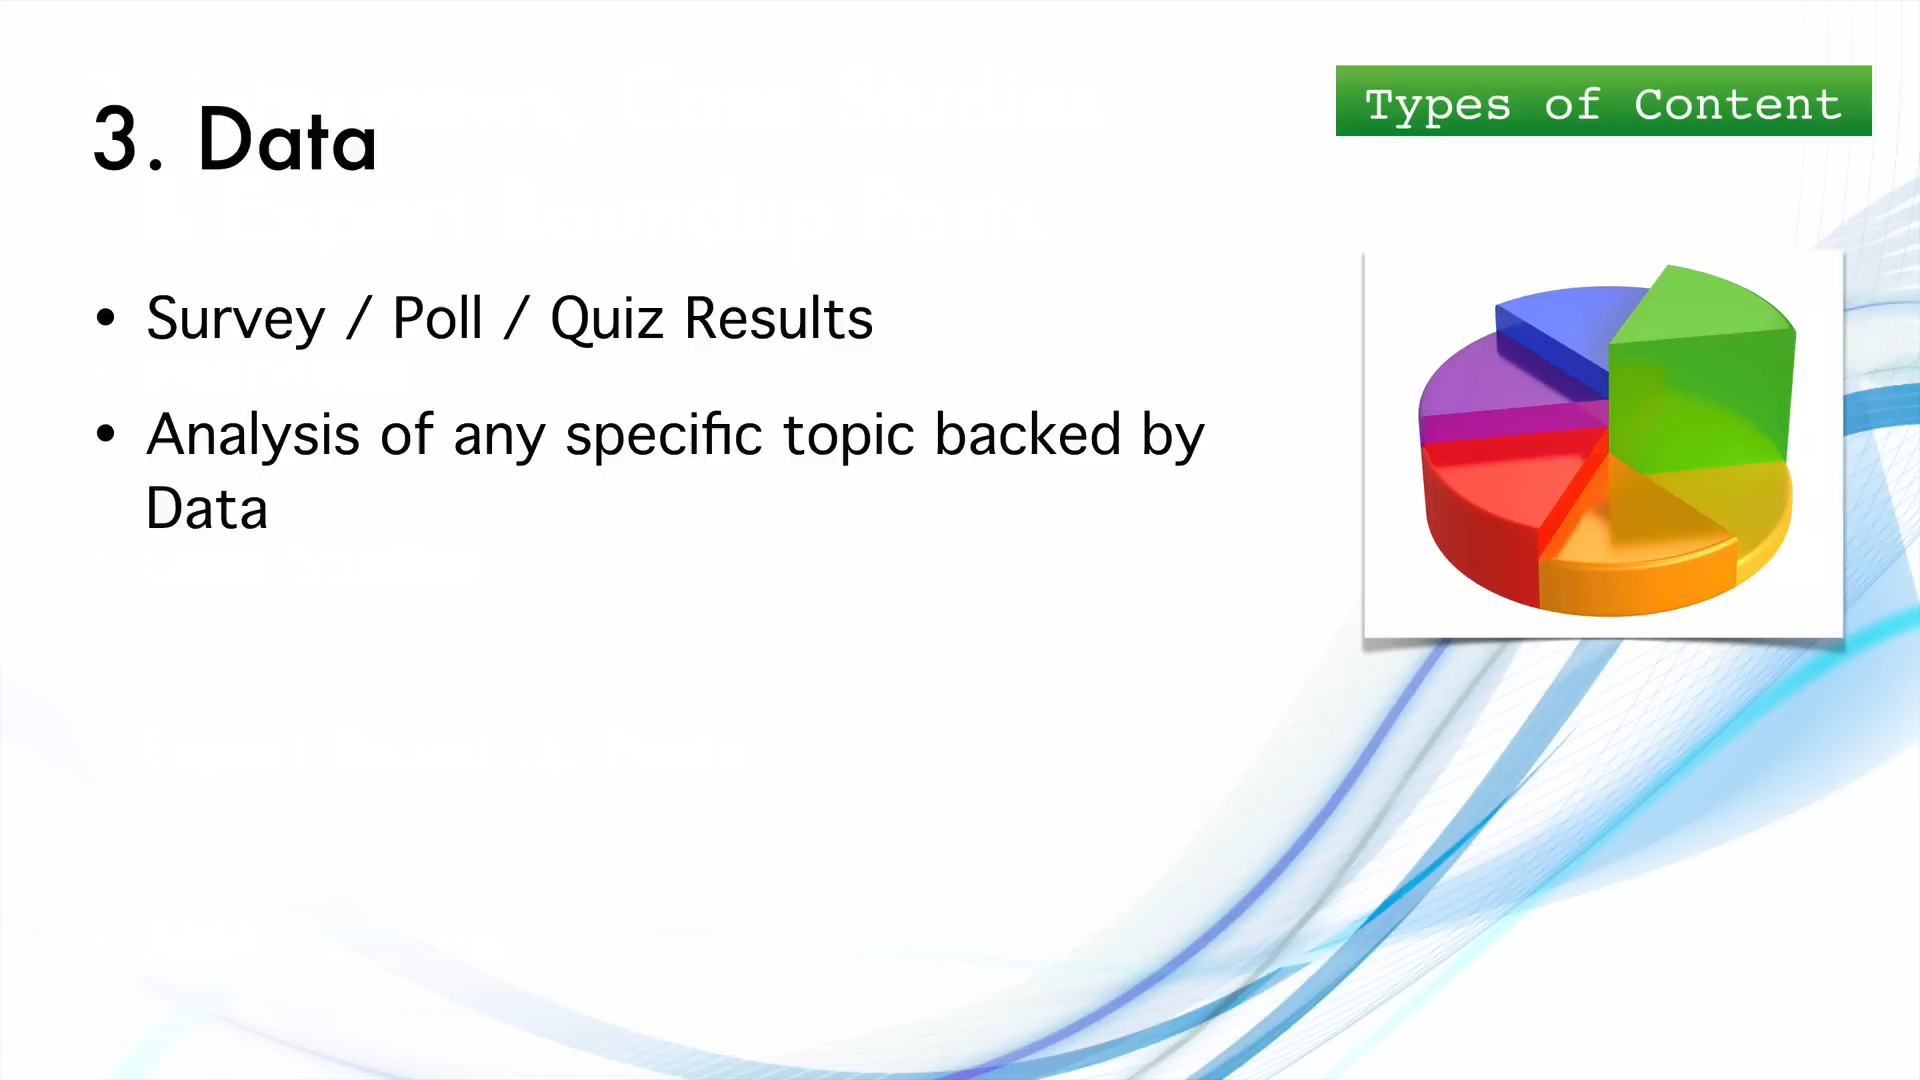 Types of Content
3. Data
• Survey / Poll / Quiz Results
• Analysis of any specific topic backed by
Data